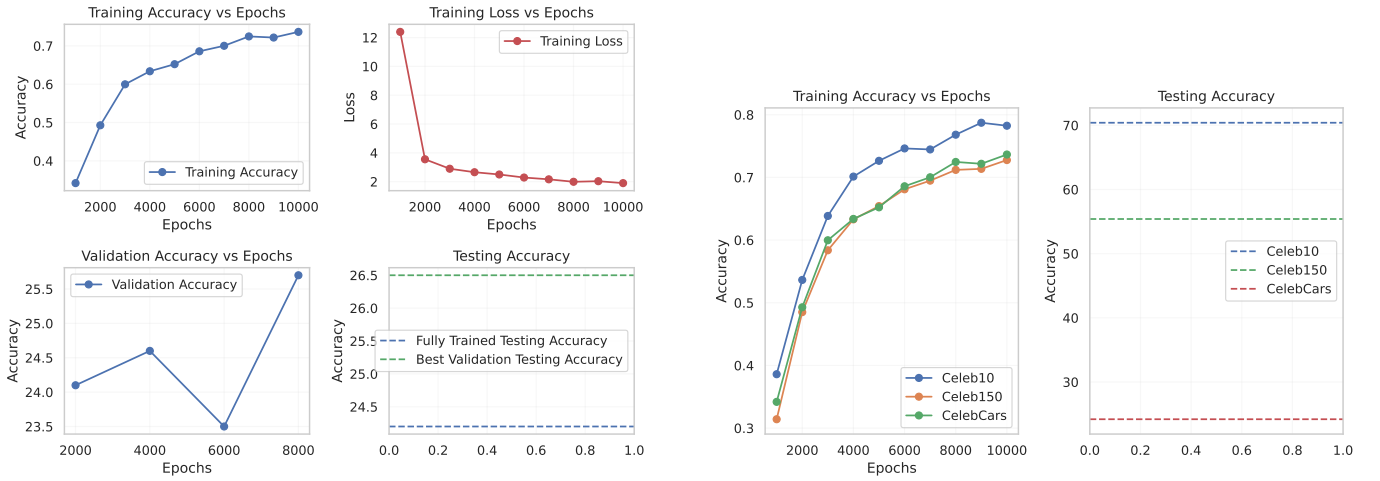 Training Accuracy vs Epochs
Accuracy
0.7
0.6
0.5
0.4
Training Accuracy
2000 4000 6000 8000 10000
Epochs
Training Loss vs Epochs
Loss
12
10
8
6
4
2
Training Loss
2000 4000 6000 8000 10000
Epochs
Validation Accuracy vs Epochs
Accuracy
25.5
25.0
24.5
24.0
23.5
Validation Accuracy
2000 4000 6000 8000
Epochs
Testing Accuracy
Accuracy
26.5
26.0
25.5
25.0
24.5
Fully Trained Testing Accuracy
Best Validation Testing Accuracy
0.0 0.2 0.4 0.6 0.8 1.0
Training Accuracy vs Epochs
Accuracy
0.8
0.7
0.6
0.5
0.4
0.3
Celeb10
Celeb150
CelebCars
2000 4000 6000 8000 10000
Epochs
Testing Accuracy
Accuracy
70
60
50
40
30
Celeb10
Celeb150
CelebCars
0.0 0.2 0.4 0.6 0.8 1.0